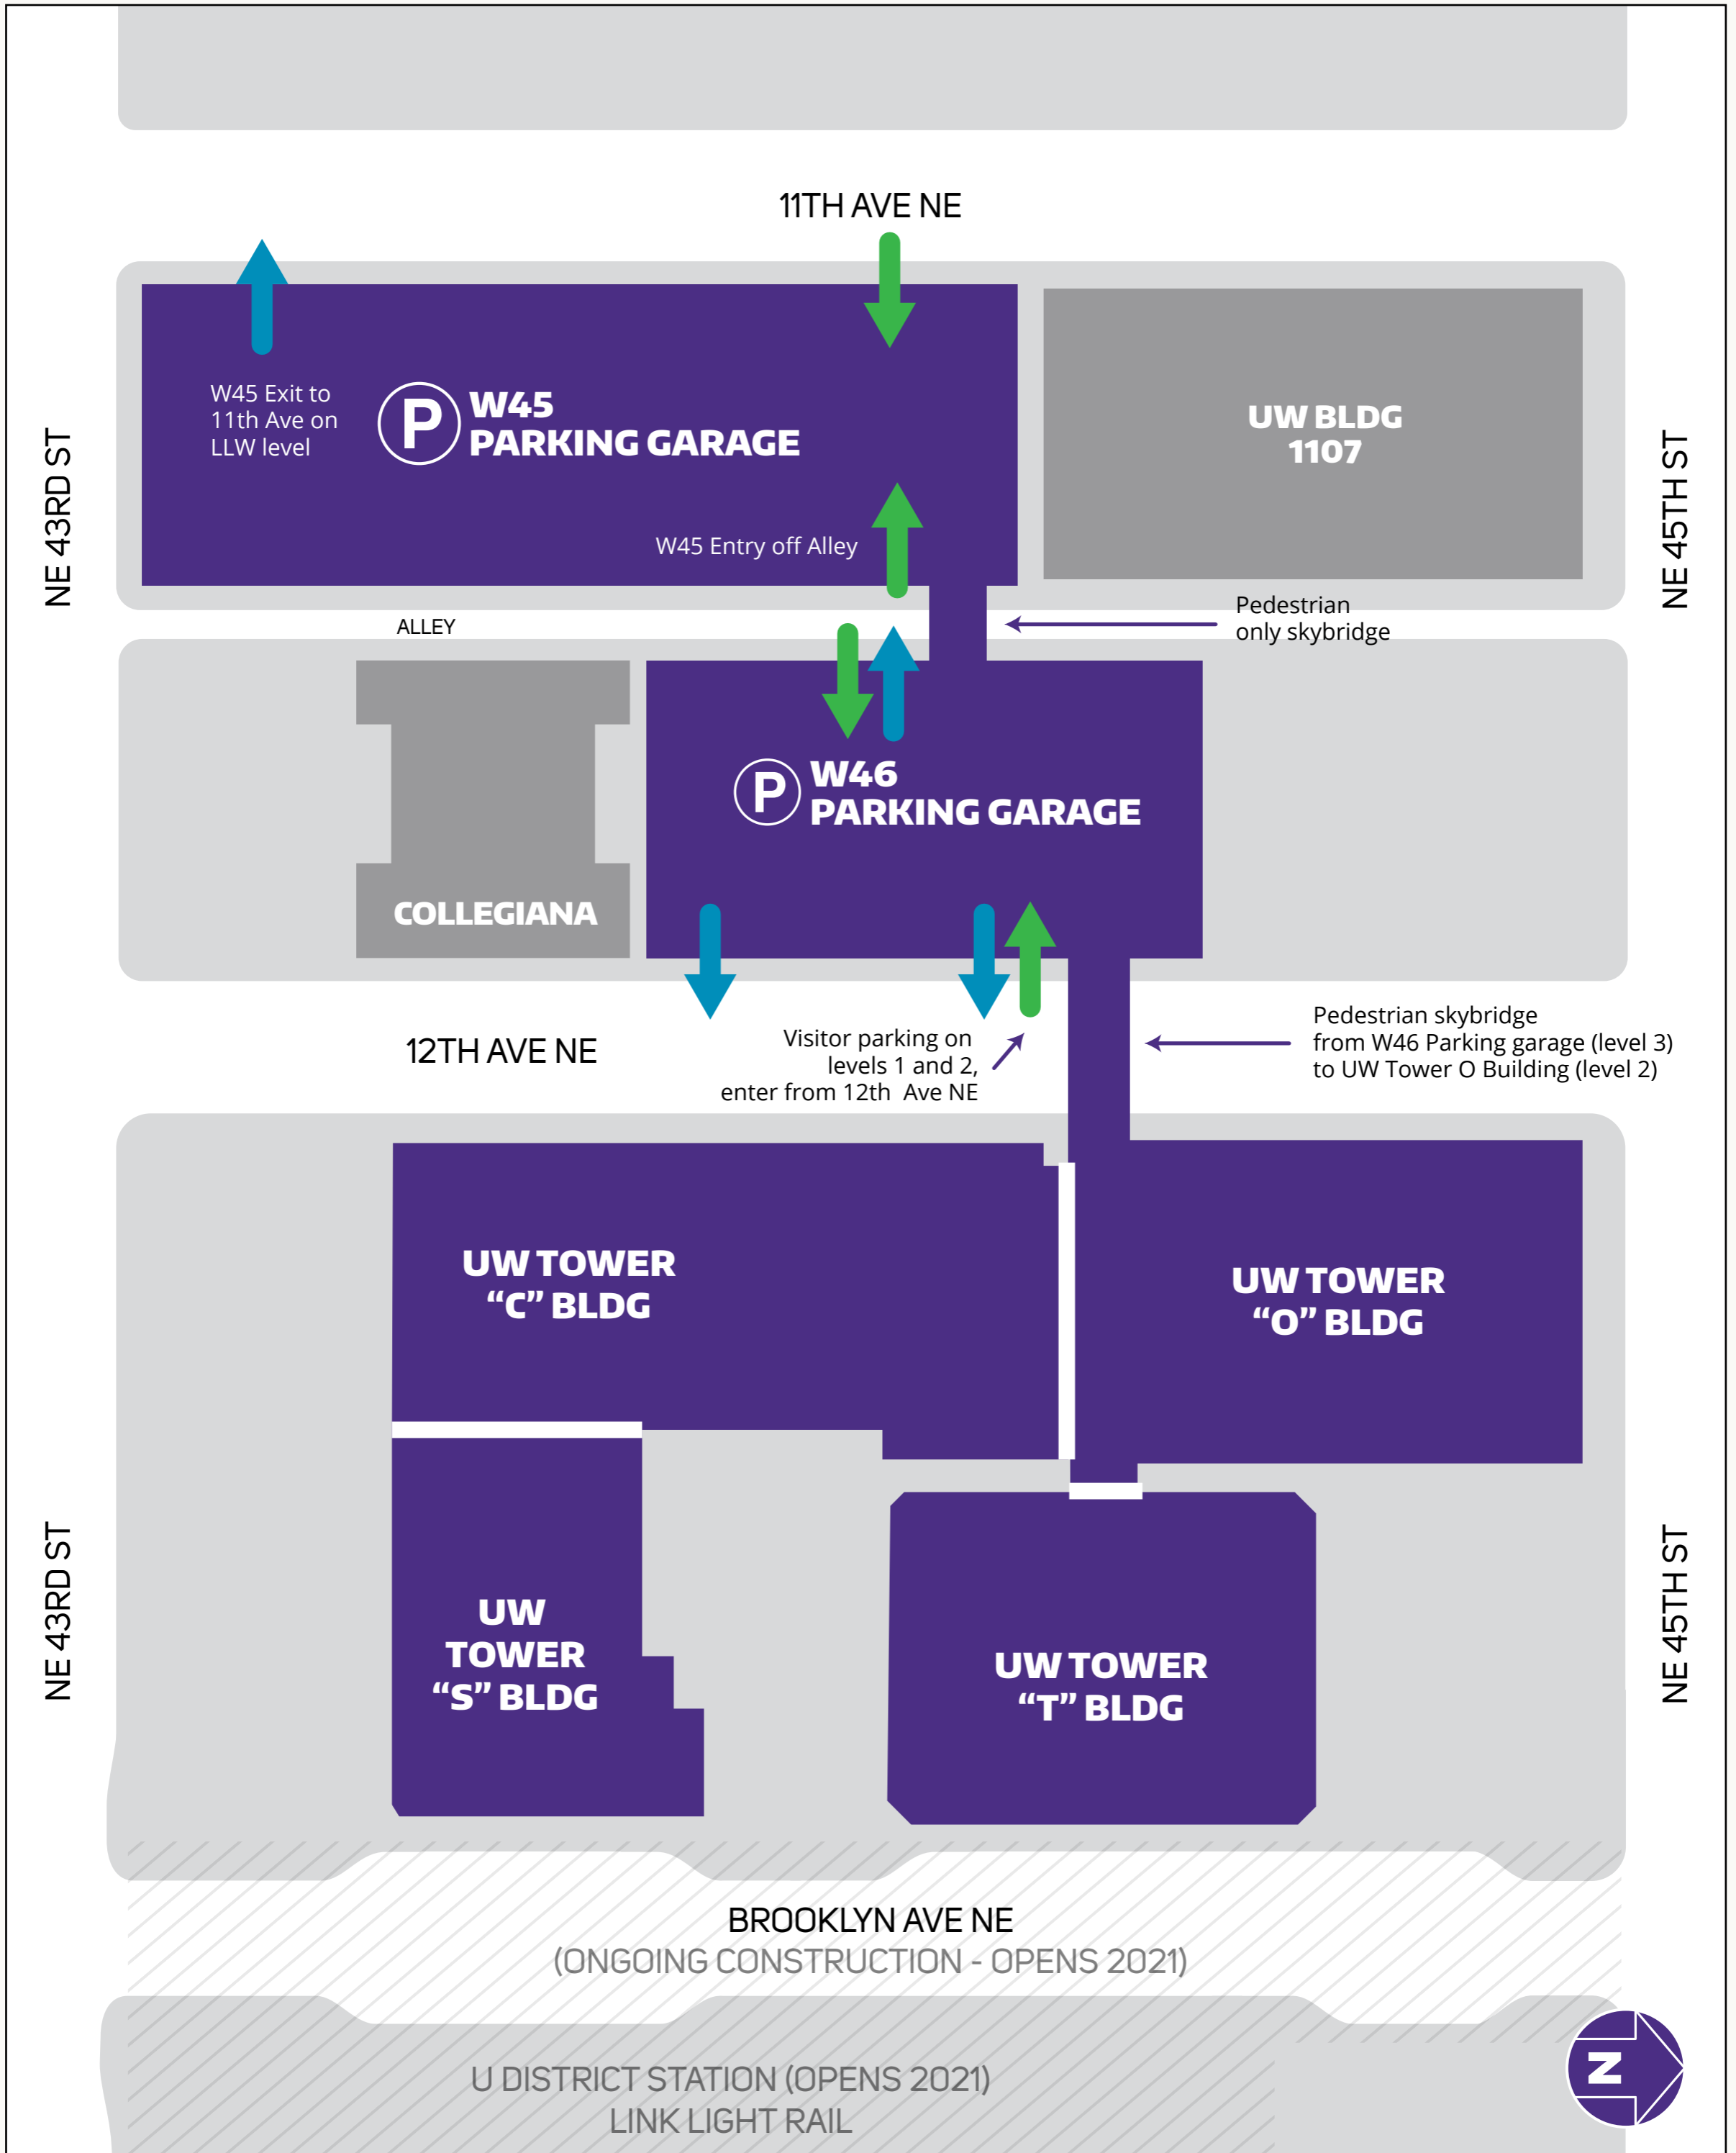 11TH AVE NE
W45 Exit to
11th Ave on
LLW level
P
W45
PARKING GARAGE
UW BLDG
1107
NE 43RD ST
NE 45TH ST
W45 Entry off Alley
ALLEY
Pedestrian
only skybridge
P
W46
PARKING GARAGE
COLLEGIANA
12TH AVE NE
Visitor parking on
levels 1 and 2,
enter from 12th Ave NE
Pedestrian skybridge
from W46 Parking garage (level 3)
to UW Tower O Building (level 2)
UW TOWER
“C” BLDG
UW TOWER
“O” BLDG
NE 43RD ST
NE 45TH ST
UW
TOWER
“S” BLDG
UW TOWER
“T” BLDG
BROOKLYN AVE NE
(ONGOING CONSTRUCTION - OPENS 2021)
U DISTRICT STATION (OPENS 2021)
LINK LIGHT RAIL
N